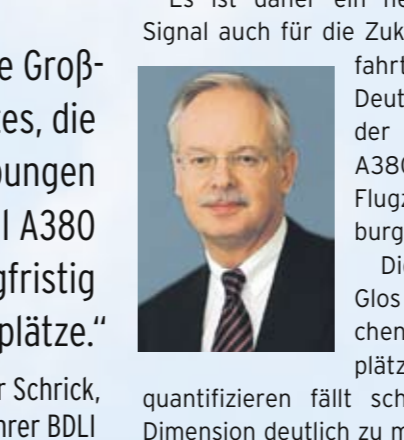 e Groß-
es, die
ungen
l A380
gfristig
plätze.“
r Schrick,
hrer BDLI
Es ist daher ein
Signal auch für die Zuk
fahrt
Deut
der
A380
Flugz
burg
Di
Glos
chen
plätz
quantifizieren fällt sch
Dimension deutlich zu m